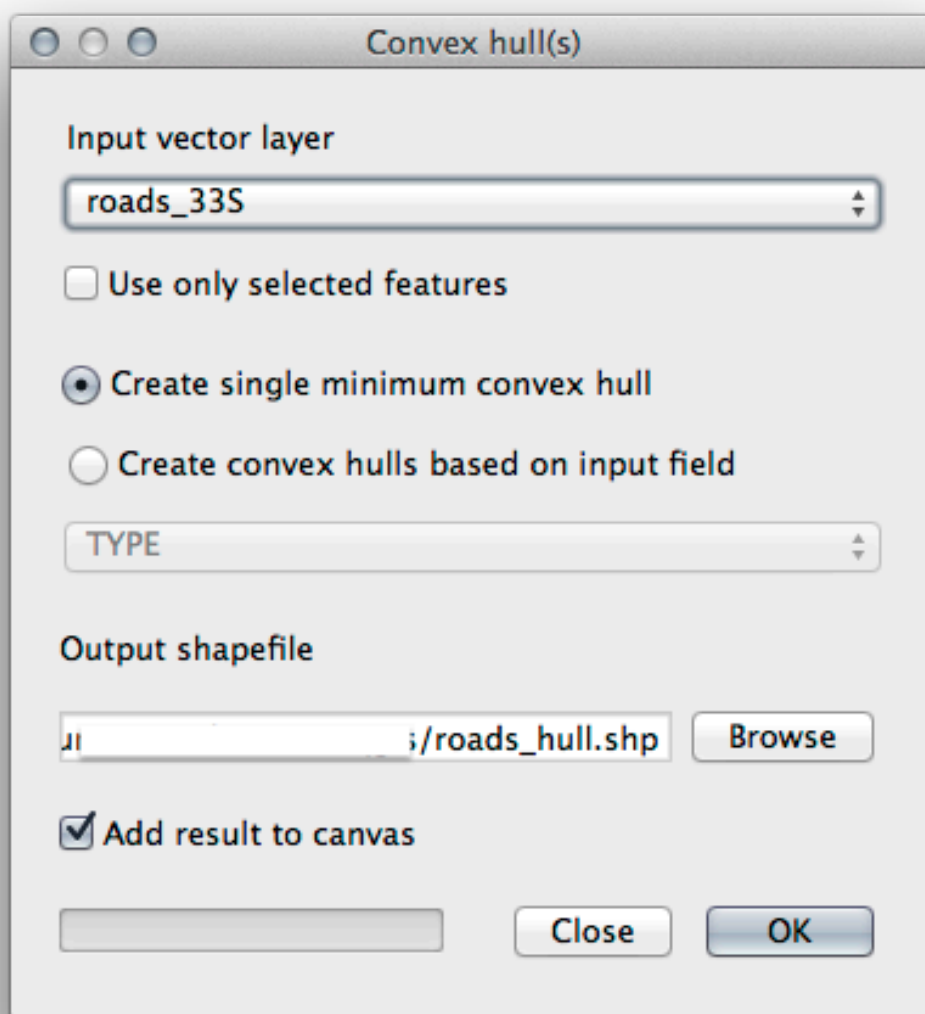 Convex hull(s)
Input vector layer
roads_33S
Use only selected features
Create single minimum convex hull
Create convex hulls based on input field
TYPE
Output shapefile
/roads_hull.shp
Browse
Add result to canvas
Close
OK